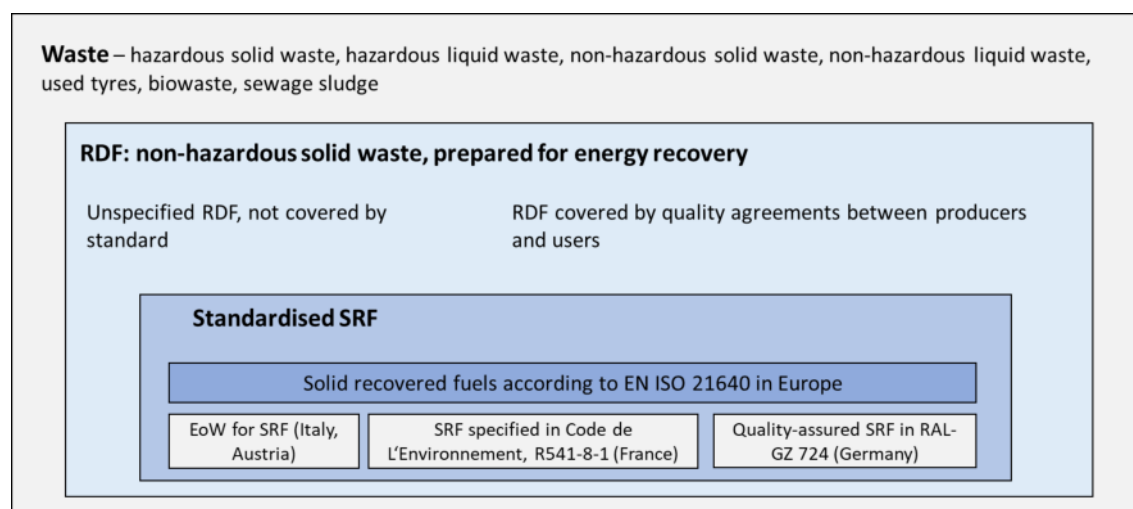 Waste – hazardous solid waste, hazardous liquid waste, non-hazardous solid waste, non-hazardous liquid waste,
used tyres, biowaste, sewage sludge
RDF: non-hazardous solid waste, prepared for energy recovery
Unspecified RDF, not covered by
standard
RDF covered by quality agreements between producers
and users
Standardised SRF
Solid recovered fuels according to EN ISO 21640 in Europe
EoW for SRF (Italy,
Austria)
SRF specified in Code de
L’Environnement, R541-8-1 (France)
Quality-assured SRF in RAL-
GZ 724 (Germany)